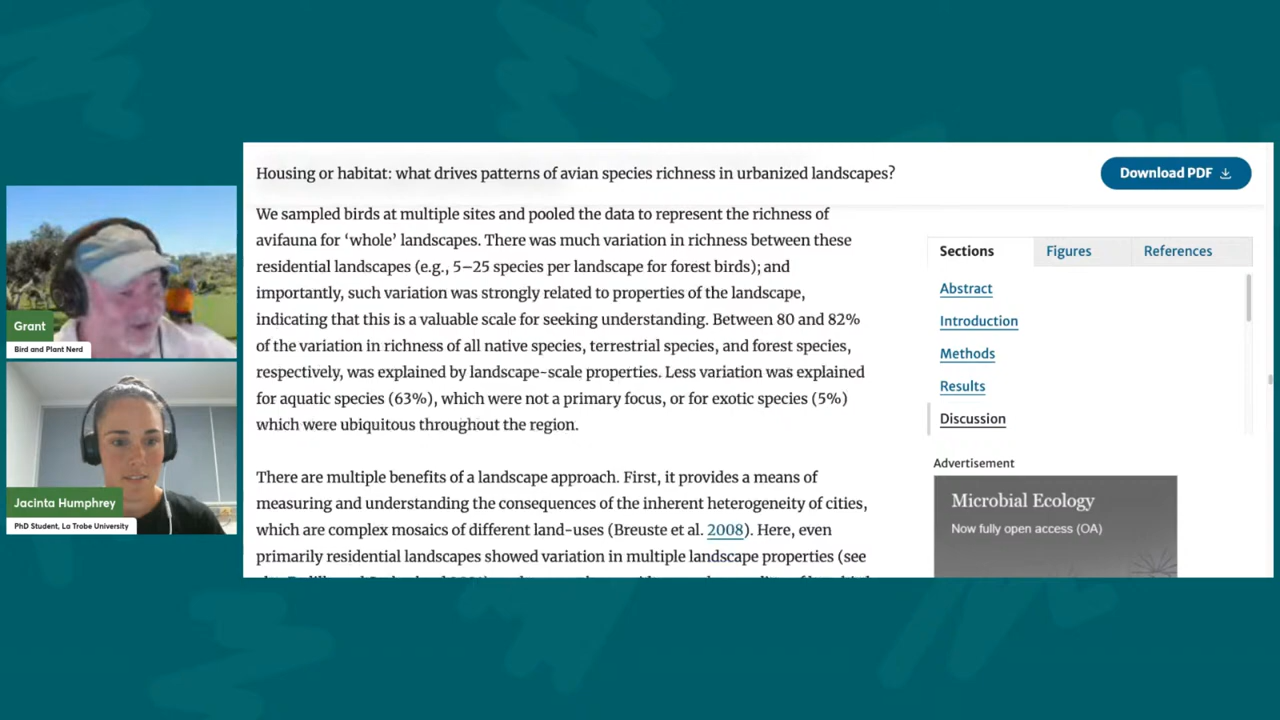 Housing or habitat: what drives patterns of avian species richness in urbanized landscapes?
Download PDF
We sampled birds at multiple sites and pooled the data to represent the richness of
avifauna for ‘whole’ landscapes. There was much variation in richness between these
residential landscapes (e.g., 5–25 species per landscape for forest birds); and
importantly, such variation was strongly related to properties of the landscape,
indicating that this is a valuable scale for seeking understanding. Between 80 and 82%
of the variation in richness of all native species, terrestrial species, and forest species,
respectively, was explained by landscape-scale properties. Less variation was explained
for aquatic species (63%), which were not a primary focus, or for exotic species (5%)
which were ubiquitous throughout the region.
There are multiple benefits of a landscape approach. First, it provides a means of
measuring and understanding the consequences of the inherent heterogeneity of cities,
which are complex mosaics of different land-uses (Breuste et al. 2008). Here, even
primarily residential landscapes showed variation in multiple landscape properties (see
Sections
Figures
References
Abstract
Introduction
Methods
Results
Discussion
Advertisement
Microbial Ecology
Now fully open access (OA)
Grant
Bird and Plant Nerd
Jacinta Humphrey
PhD Student, La Trobe University